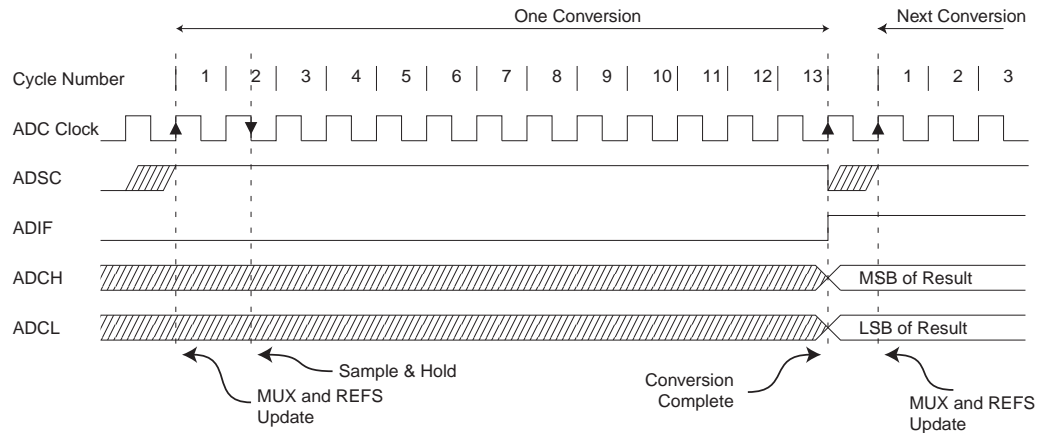 One Conversion
Next Conversion
Cycle Number 1 2 3 4 5 6 7 8 9 10 11 12 13 1 2 3
ADC Clock
ADSC
ADIF
ADCH
MSB of Result
ADCL
LSB of Result
Sample & Hold
MUX and REFS
Update
Conversion
Complete
MUX and REFS
Update